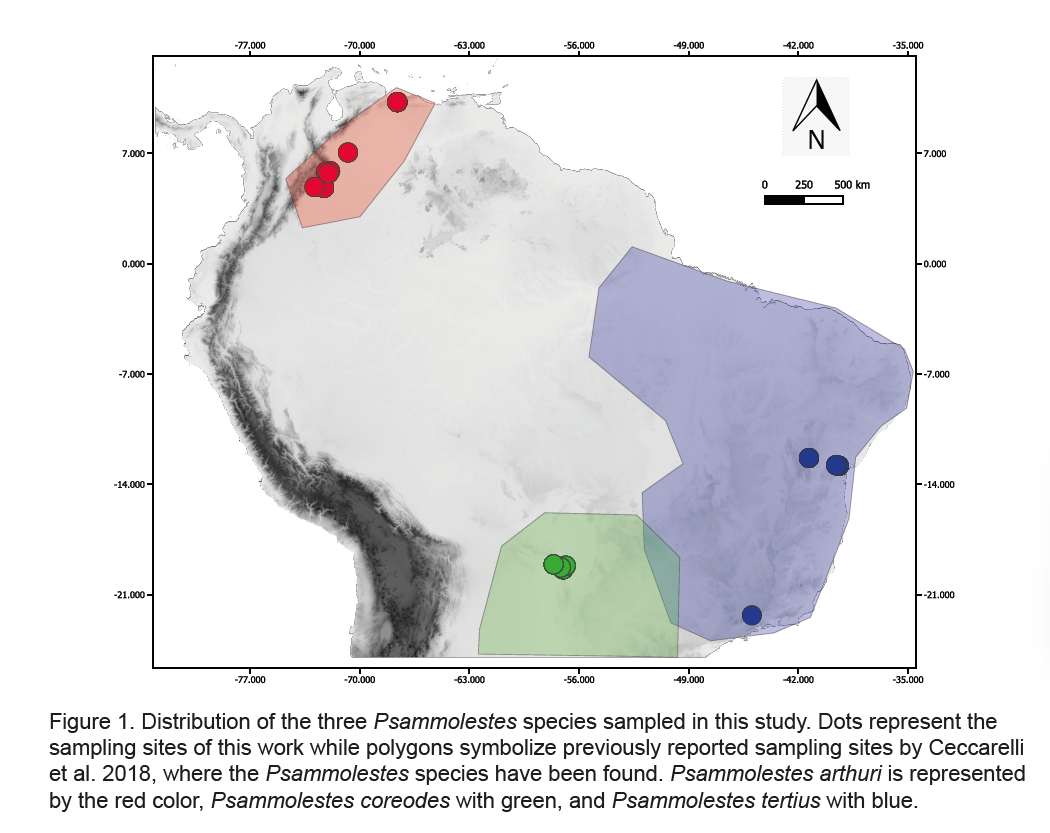 -77.000 -70.000 -63.000 -56.000 -49.000 -42.000 -35.000
N
7.000 7.000
0 250 500 km
0.000 0.000
-7.000 -7.000
-14.000 -14.000
-21.000 -21.000
-77.000 -70.000 -63.000 -56.000 -49.000 -42.000 -35.000
Figure 1. Distribution of the three Psammolestes species sampled in this study. Dots represent the
sampling sites of this work while polygons symbolize previously reported sampling sites by Ceccarelli
et al. 2018, where the Psammolestes species have been found. Psammolestes arthuri is represented
by the red color, Psammolestes coreodes with green, and Psammolestes tertius with blue.